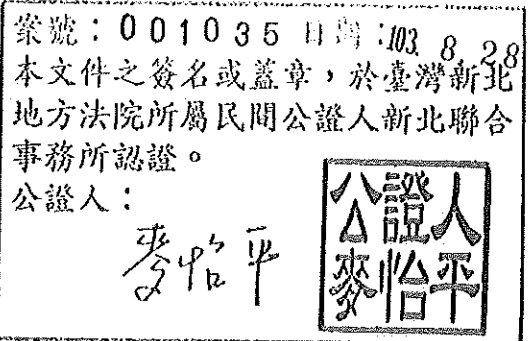 案號：001035 日期：103. 8. 28
本文件之簽名或蓋章，於臺灣新北
地方法院所屬民間公證人新北聯合
事務所認證。
公證人：
麥怡平
公證人
麥怡平